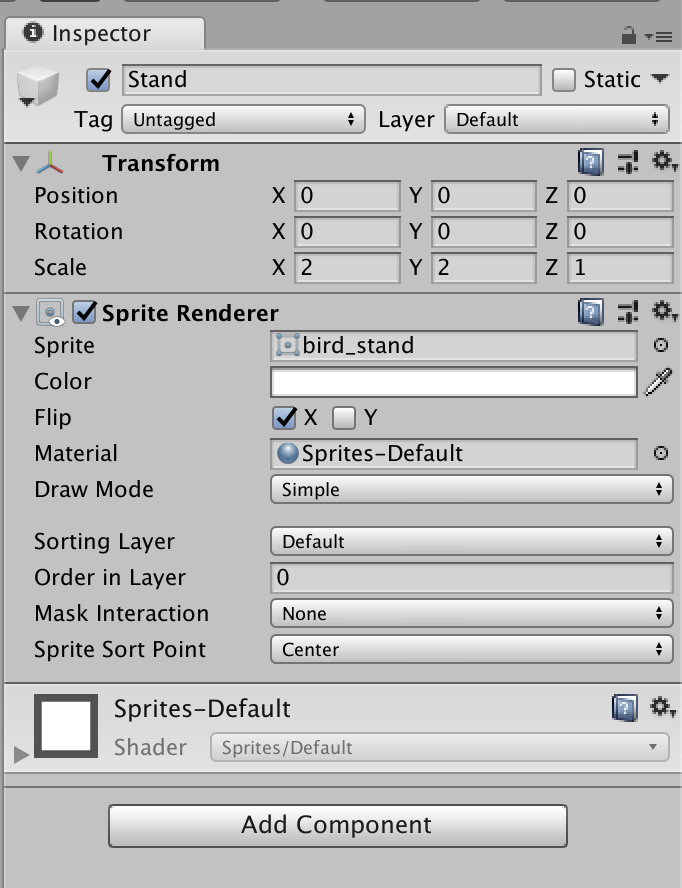 Inspector
Stand Static
Tag Untagged Layer Default
Transform
Position X 0 Y 0 Z 0
Rotation X 0 Y 0 Z 0
Scale X 2 Y 2 Z 1
Sprite Renderer
Sprite bird_stand
Color
Flip X Y
Material Sprites-Default
Draw Mode Simple
Sorting Layer Default
Order in Layer 0
Mask Interaction None
Sprite Sort Point Center
Sprites-Default
Shader Sprites/Default
Add Component